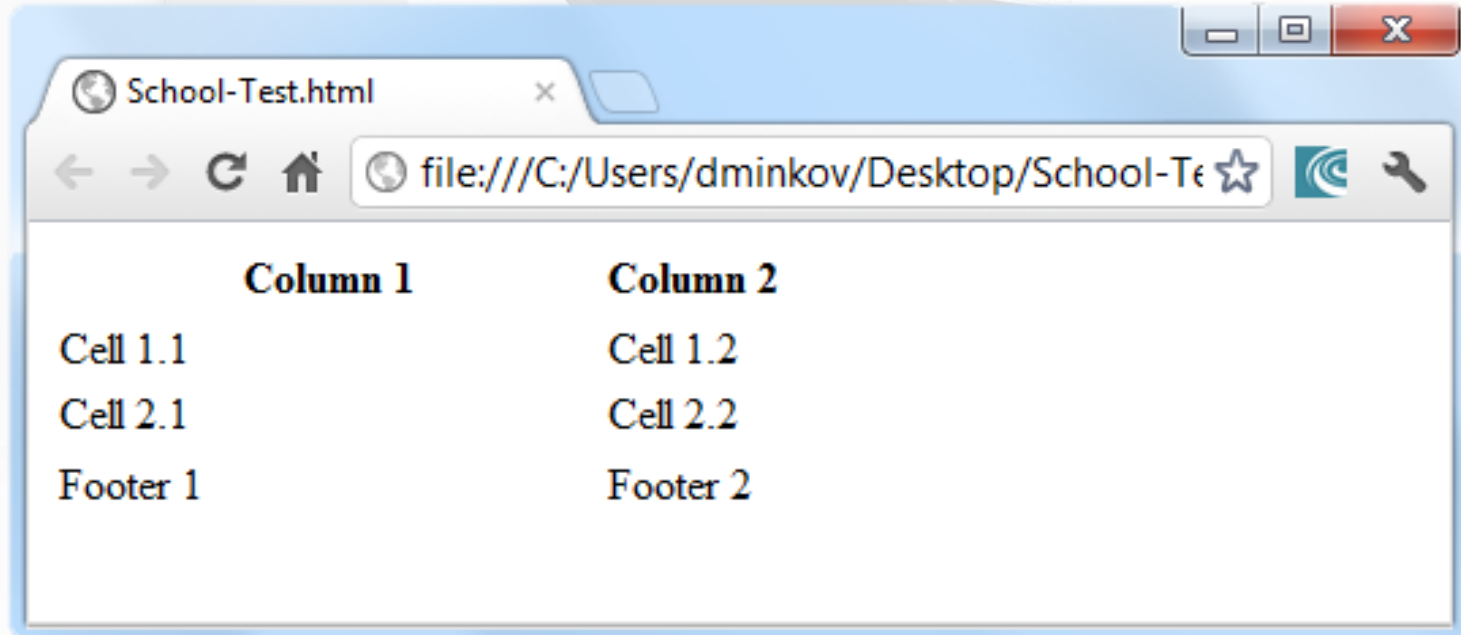 School-Test.html
file:///C:/Users/dminkov/Desktop/School-Te
Column 1 Column 2
Cell 1.1 Cell 1.2
Cell 2.1 Cell 2.2
Footer 1 Footer 2